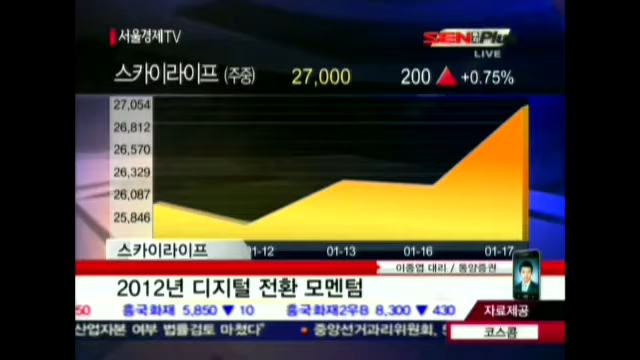 서울경제TV
SEN Plus
LIVE
스카이라이프 (주중) 27,000 200 ▲ +0.75%
27,054
26,812
26,570
26,329
26,087
25,846
스카이라이프 01-12 01-13 01-16 01-17
이종엽 대리 / 동양증권
2012년 디지털 전환 모멘텀
50 흥국화재 5,850 ▼ 10 흥국화재2우B 8,300 ▼ 430 자료제공
산업자본 여부 법률검토 마쳤다" • 중앙선거관리위원회, 코스콤